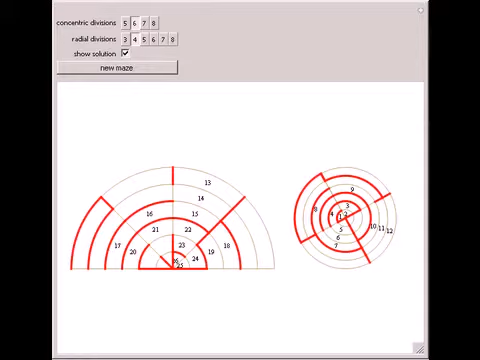 concentric divisions 5 6 7 8
radial divisions 3 4 5 6 7 8
show solution
new maze
13
14
16 15
21 22
17 23
20 24 19 18
25
9
8 4 3
1 2
5 10 11 12
6
7